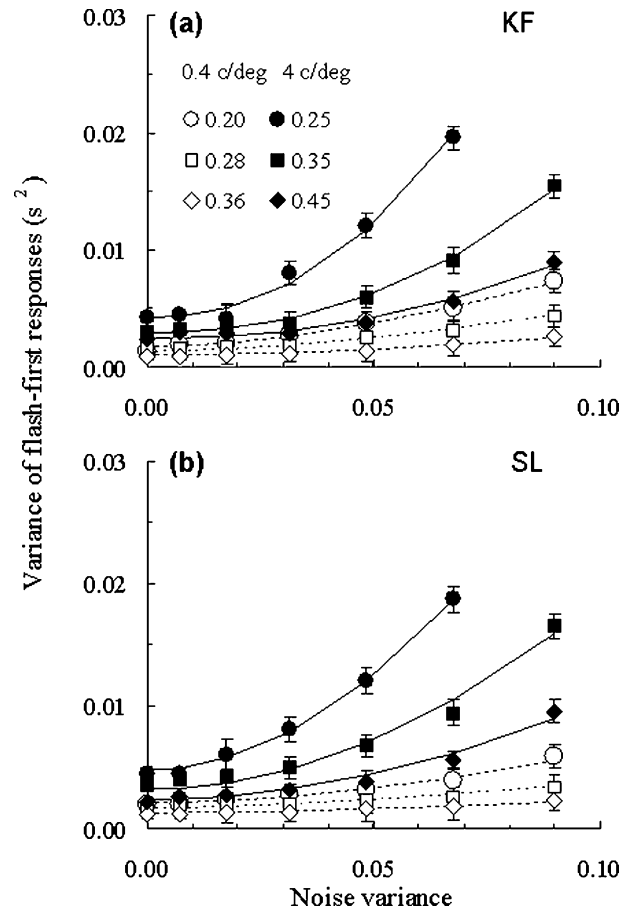 Variance of flash-first responses (s²)
0.03
(a)
KF
0.4 c/deg 4 c/deg
0.20 0.25
0.28 0.35
0.36 0.45
0.02
0.01
0.00
0.00 0.05 0.10
0.03
(b)
SL
0.02
0.01
0.00
0.00 0.05 0.10
Noise variance